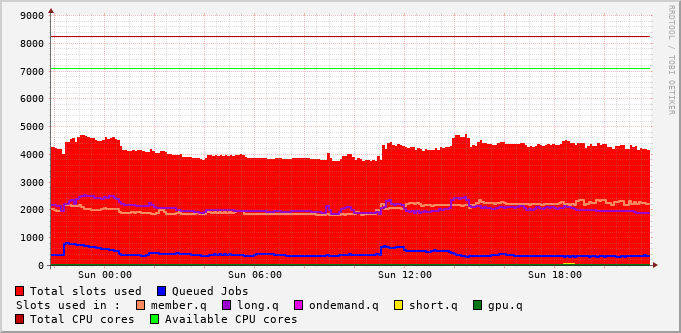 9000
8000
7000
6000
5000
4000
3000
2000
1000
0
Sun 00:00 Sun 06:00 Sun 12:00 Sun 18:00
Total slots used Queued Jobs
Slots used in : member.q long.q ondemand.q short.q gpu.q
Total CPU cores Available CPU cores
RRDTOOL / TOBI OETIKER